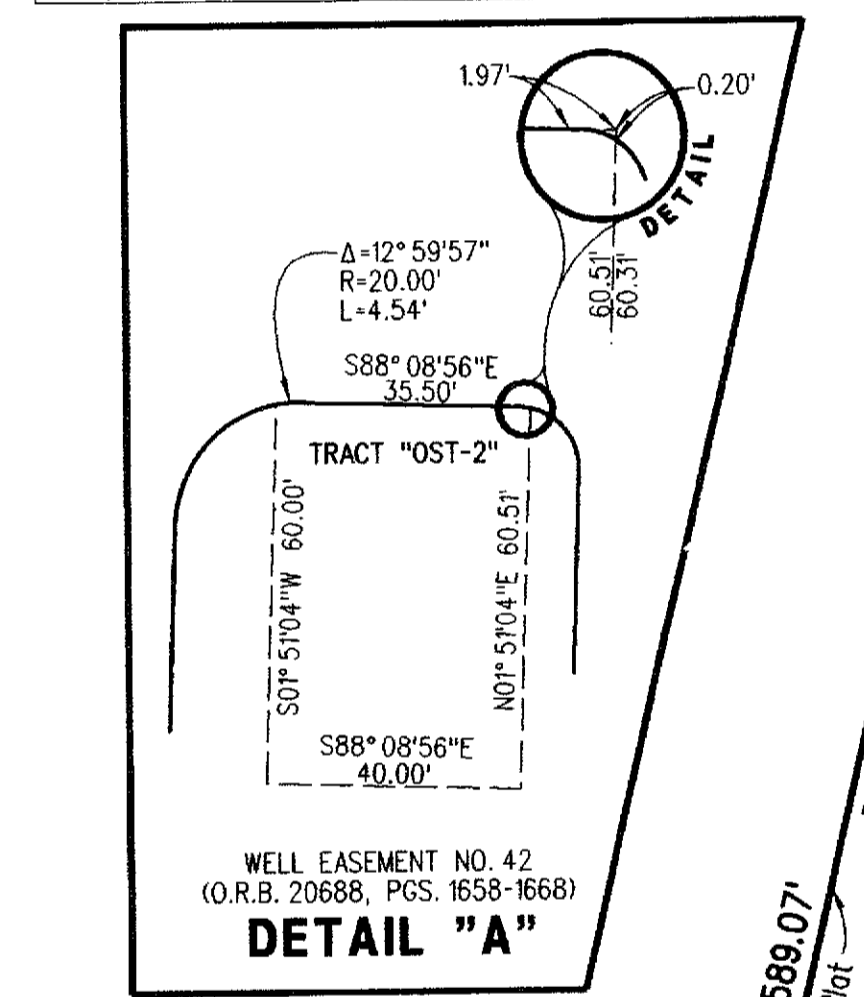 1.97'
0.20'
DETAIL
60.51'
60.31'
Δ=12° 59'57"
R=20.00'
L=4.54'
S88° 08'56"E
35.50'
TRACT "OST-2"
S01° 51'04"W 60.00'
N01° 51'04"E 60.51'
S88° 08'56"E
40.00'
WELL EASEMENT NO. 42
(O.R.B. 20688, PGS. 1658-1668)
DETAIL "A"
589.07'